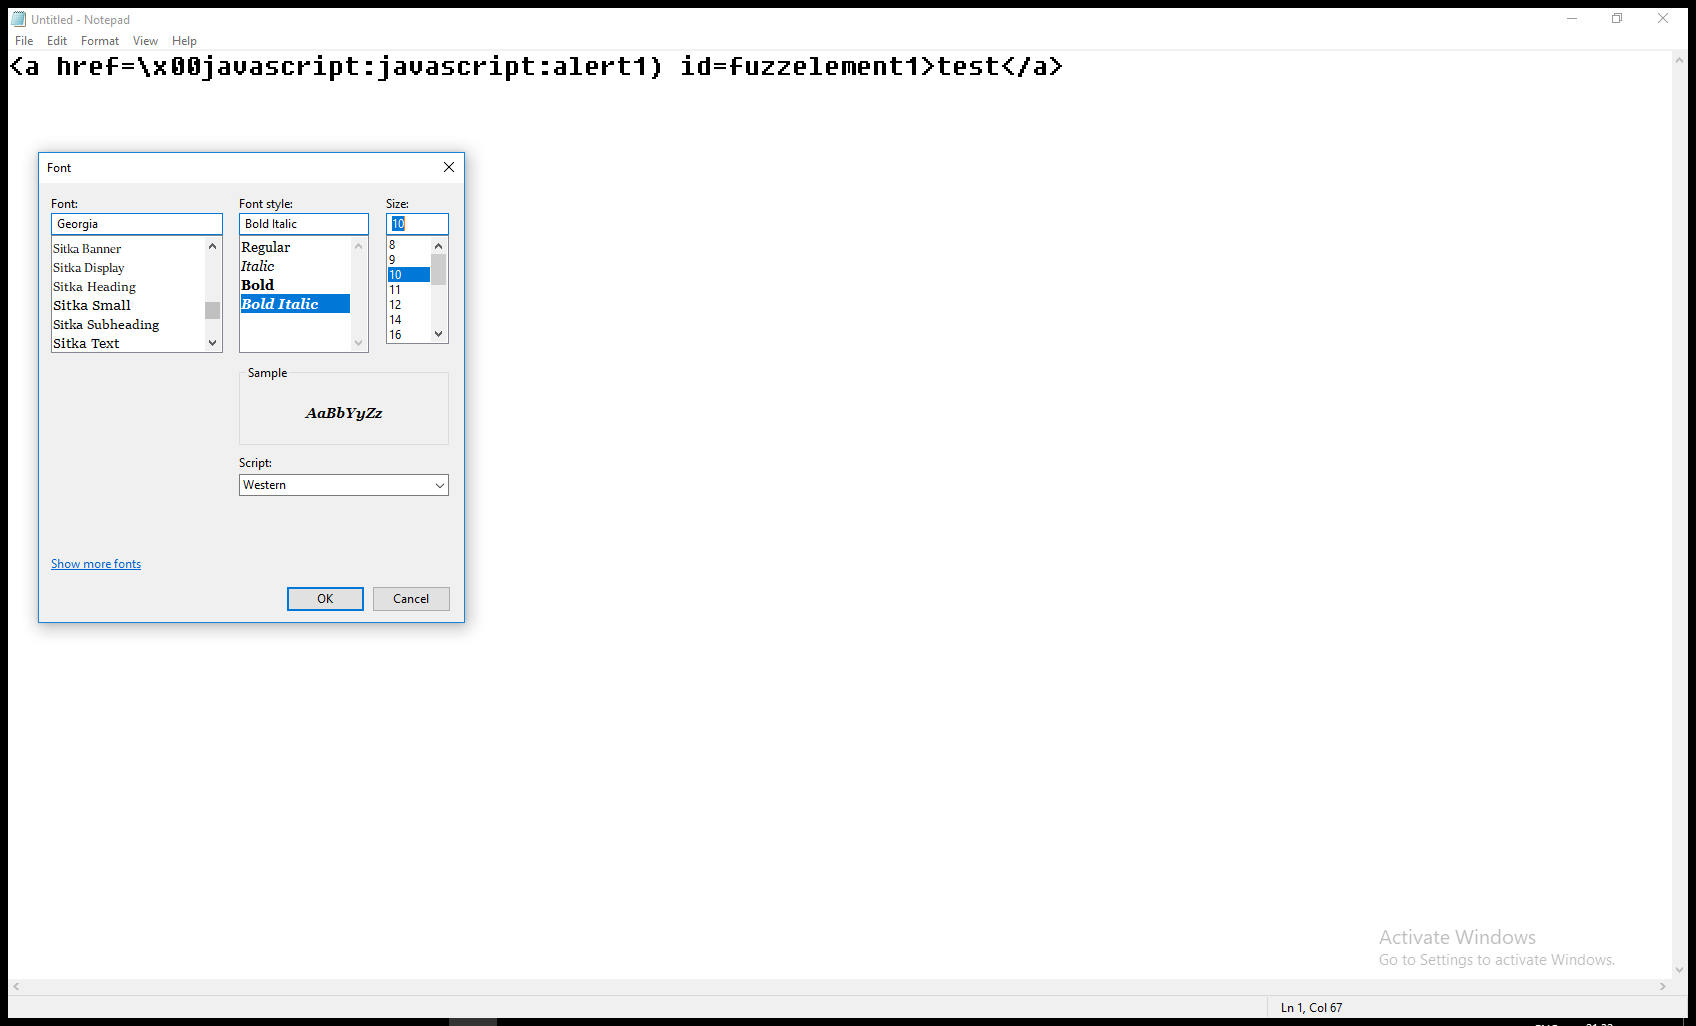 Untitled - Notepad
File Edit Format View Help
<a href=\x00javascript:javascript:alert1) id=fuzzelement1>test</a>
Font
Font:
Georgia
Sitka Banner
Sitka Display
Sitka Heading
Sitka Small
Sitka Subheading
Sitka Text
Font style:
Bold Italic
Regular
Italic
Bold
Bold Italic
Size:
10
8
9
10
11
12
14
16
Sample
AaBbYyZz
Script:
Western
Show more fonts
OK Cancel
Activate Windows
Go to Settings to activate Windows.
Ln 1, Col 67